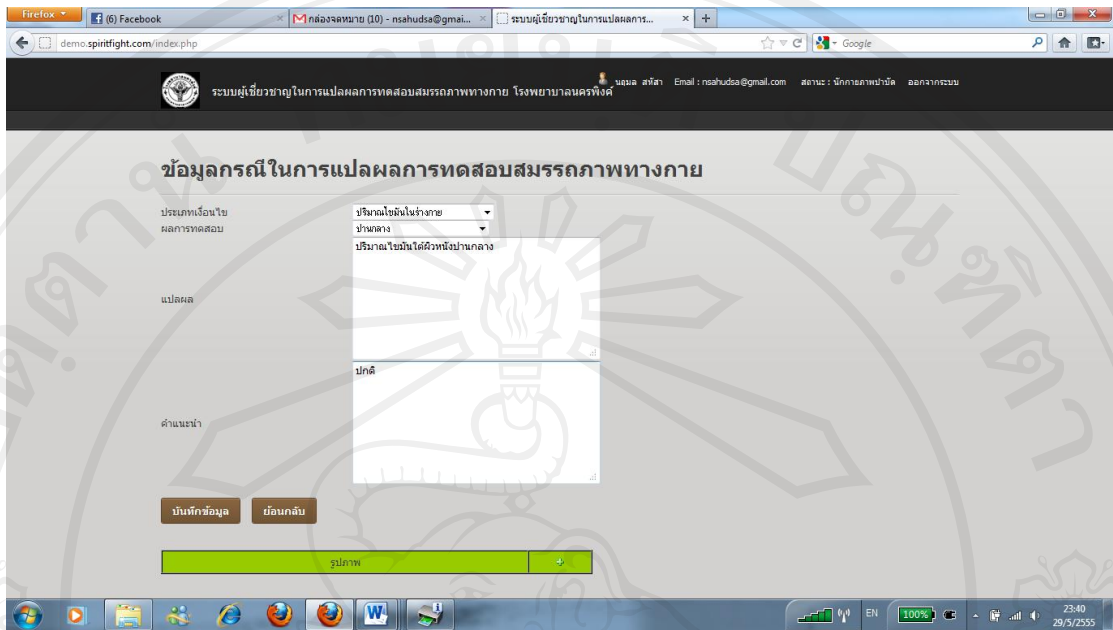 Firefox
(6) Facebook
กล่องจดหมาย (10) - nsahudsa@gmai...
ระบบผู้เชี่ยวชาญในการแปลผลการ...
demo.spiritfight.com/index.php
Google
ระบบผู้เชี่ยวชาญในการแปลผลการทดสอบสมรรถภาพทางกาย โรงพยาบาลนครพิงค์
นฤมล สหัสา Email : nsahudsa@gmail.com สถานะ : นักกายภาพบำบัด ออกจากระบบ
ข้อมูลกรณีในการแปลผลการทดสอบสมรรถภาพทางกาย
ประเภทเงื่อนไข ปริมาณไขมันในร่างกาย
ผลการทดสอบ ปานกลาง
ปริมาณไขมันใต้ผิวหนังปานกลาง
แปลผล
ปกติ
คำแนะนำ
บันทึกข้อมูล ย้อนกลับ
รูปภาพ
EN 100% 23:40
29/5/2555